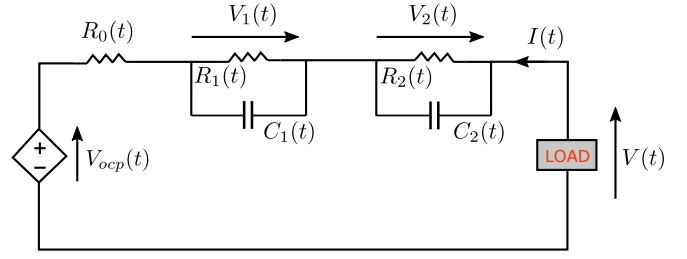 V₁(t)
V₂(t)
R₀(t)
I(t)
R₁(t)
R₂(t)
C₁(t)
C₂(t)
+
−
Vₒcₚ(t)
LOAD
V(t)